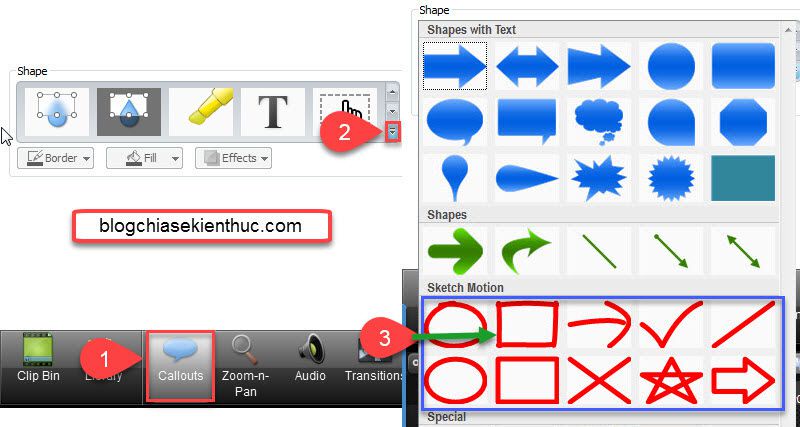 Shape
T
2
Border
Fill
Effects
blogchiasekienthuc.com
1
Clip Bin
Library
Callouts
Zoom-n-
Pan
Audio
Transitions
Shape
Shapes with Text
Shapes
Sketch Motion
3
Special